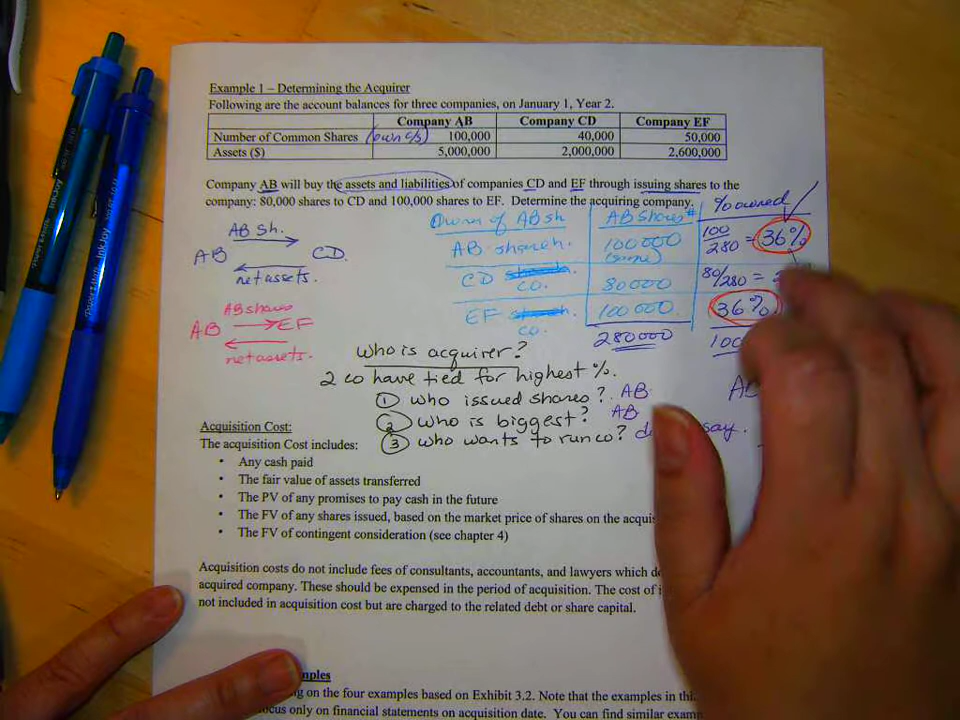 Example 1 – Determining the Acquirer
Following are the account balances for three companies, on January 1, Year 2.
Company AB Company CD Company EF
Number of Common Shares (own c/s) 100,000 40,000 50,000
Assets ($) 5,000,000 2,000,000 2,600,000
Company AB will buy the assets and liabilities of companies CD and EF through issuing shares to the
company: 80,000 shares to CD and 100,000 shares to EF. Determine the acquiring company.
% owned
Owner of AB sh AB Shares #
AB Sh.
AB CD.
net assets.
AB shareh. 100000 100/280 = 36%
(same)
CD co. 80000 80/280 =
EF co. 100000 36%
280000 100
AB shares
AB EF
net assets.
Who is acquirer?
2 co have tied for highest %.
① who issued shares? AB
② Who is biggest? AB
③ who wants to run co? say.
Acquisition Cost:
The acquisition Cost includes:
• Any cash paid
• The fair value of assets transferred
• The PV of any promises to pay cash in the future
• The FV of any shares issued, based on the market price of shares on the
• The FV of contingent consideration (see chapter 4)
Acquisition costs do not include fees of consultants, accountants, and lawyers which
acquired company. These should be expensed in the period of acquisition. The cost of
not included in acquisition cost but are charged to the related debt or share capital.
on the four examples based on Exhibit 3.2. Note that the examples in
only on financial statements on acquisition date. You can find similar